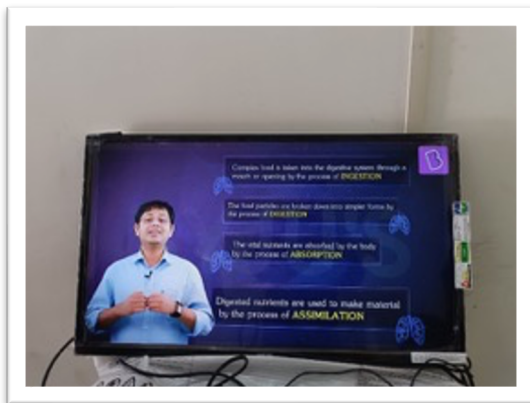 B
Complex food is taken into the digestive system through a
mouth or opening by the process of INGESTION
The food particles are broken down into simpler forms by
the process of DIGESTION
The vital nutrients are absorbed by the body
by the process of ABSORPTION
Digested nutrients are used to make material
by the process of ASSIMILATION